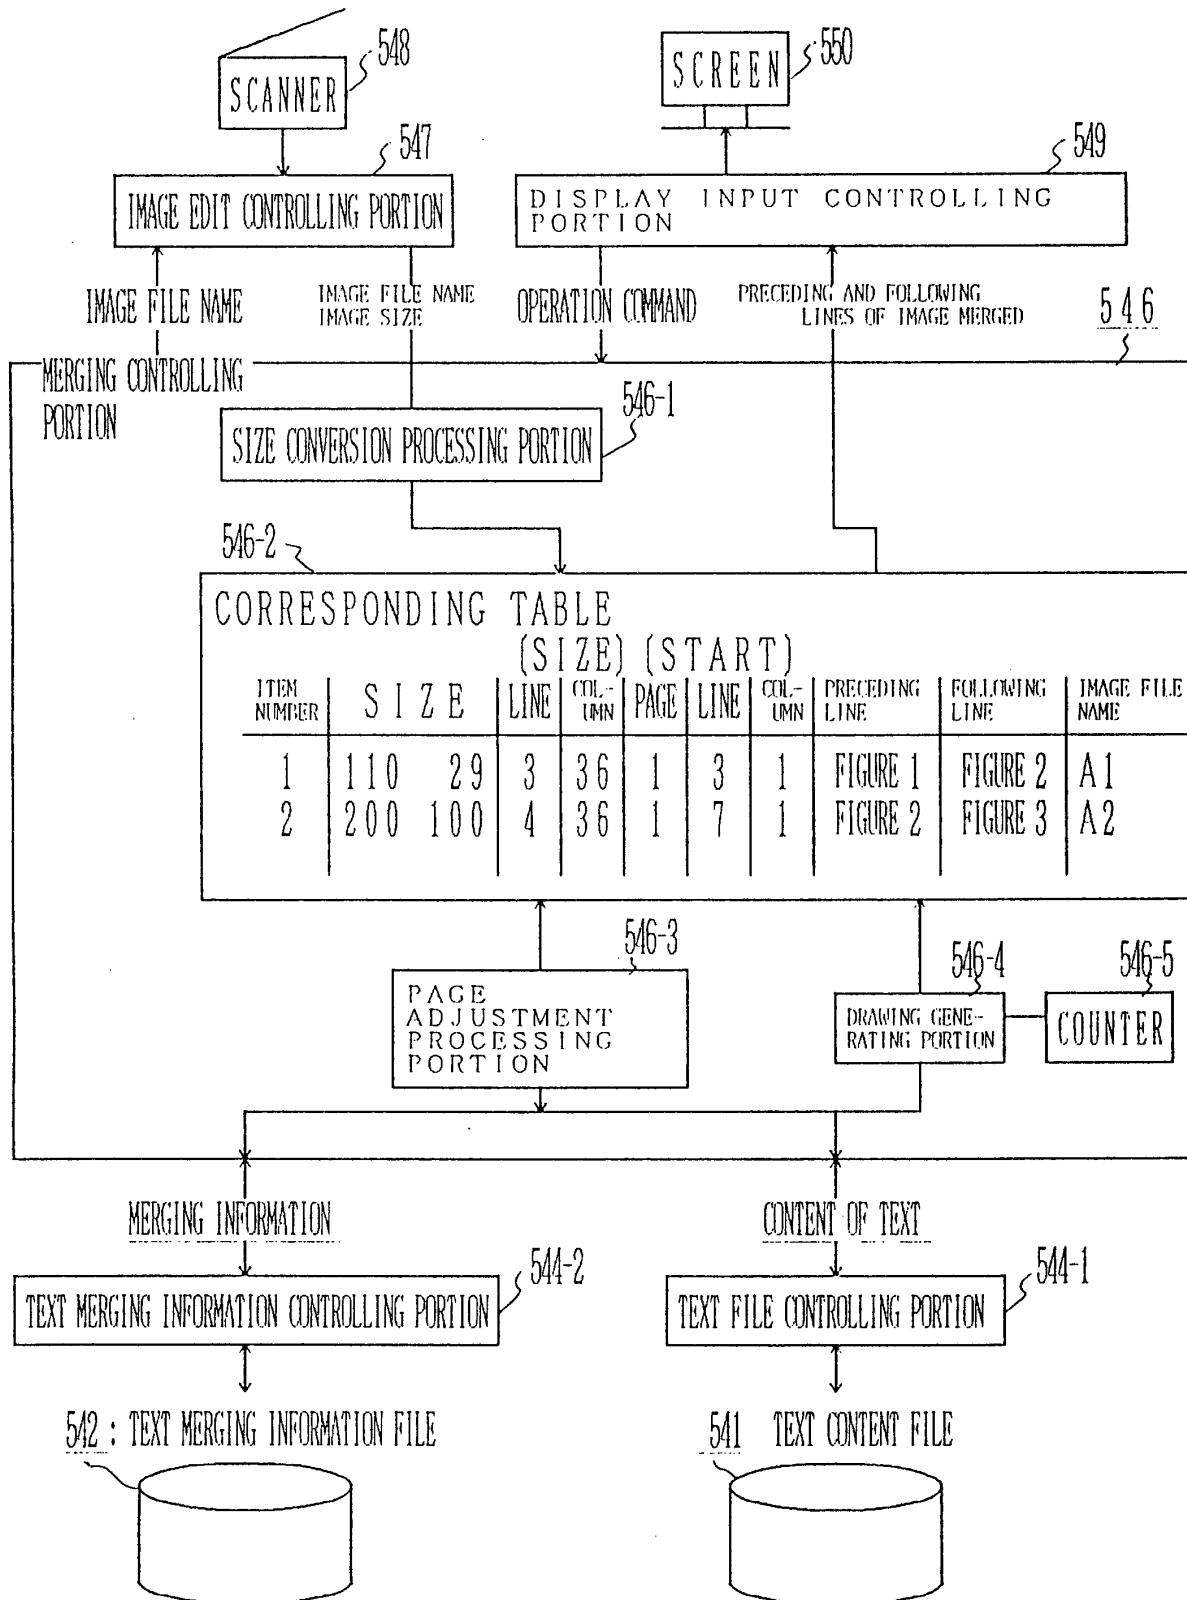 548
SCANNER
550
SCREEN
547
IMAGE EDIT CONTROLLING PORTION
549
DISPLAY INPUT CONTROLLING
PORTION
IMAGE FILE NAME
IMAGE FILE NAME
IMAGE SIZE
OPERATION COMMAND
PRECEDING AND FOLLOWING
LINES OF IMAGE MERGED
546
MERGING CONTROLLING
PORTION
546-1
SIZE CONVERSION PROCESSING PORTION
546-2
CORRESPONDING TABLE
(SIZE) (START)
ITEM NUMBER SIZE LINE COL-UMN PAGE LINE COL-UMN PRECEDING LINE FOLLOWING LINE IMAGE FILE NAME
1 110 29 3 36 1 3 1 FIGURE 1 FIGURE 2 A1
2 200 100 4 36 1 7 1 FIGURE 2 FIGURE 3 A2
546-3
PAGE
ADJUSTMENT
PROCESSING
PORTION
546-4
DRAWING GENE-
RATING PORTION
546-5
COUNTER
MERGING INFORMATION
CONTENT OF TEXT
544-2
TEXT MERGING INFORMATION CONTROLLING PORTION
544-1
TEXT FILE CONTROLLING PORTION
542 : TEXT MERGING INFORMATION FILE
541 TEXT CONTENT FILE